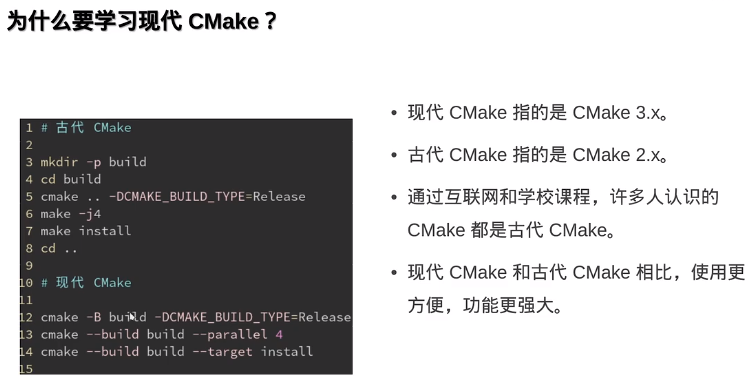 为什么要学习现代 CMake？
1 # 古代 CMake
2
3 mkdir -p build
4 cd build
5 cmake .. -DCMAKE_BUILD_TYPE=Release
6 make -j4
7 make install
8 cd ..
9
10 # 现代 CMake
11
12 cmake -B build -DCMAKE_BUILD_TYPE=Release
13 cmake --build build --parallel 4
14 cmake --build build --target install
15
• 现代 CMake 指的是 CMake 3.x。
• 古代 CMake 指的是 CMake 2.x。
• 通过互联网和学校课程，许多人认识的
CMake 都是古代 CMake。
• 现代 CMake 和古代 CMake 相比，使用更
方便，功能更强大。